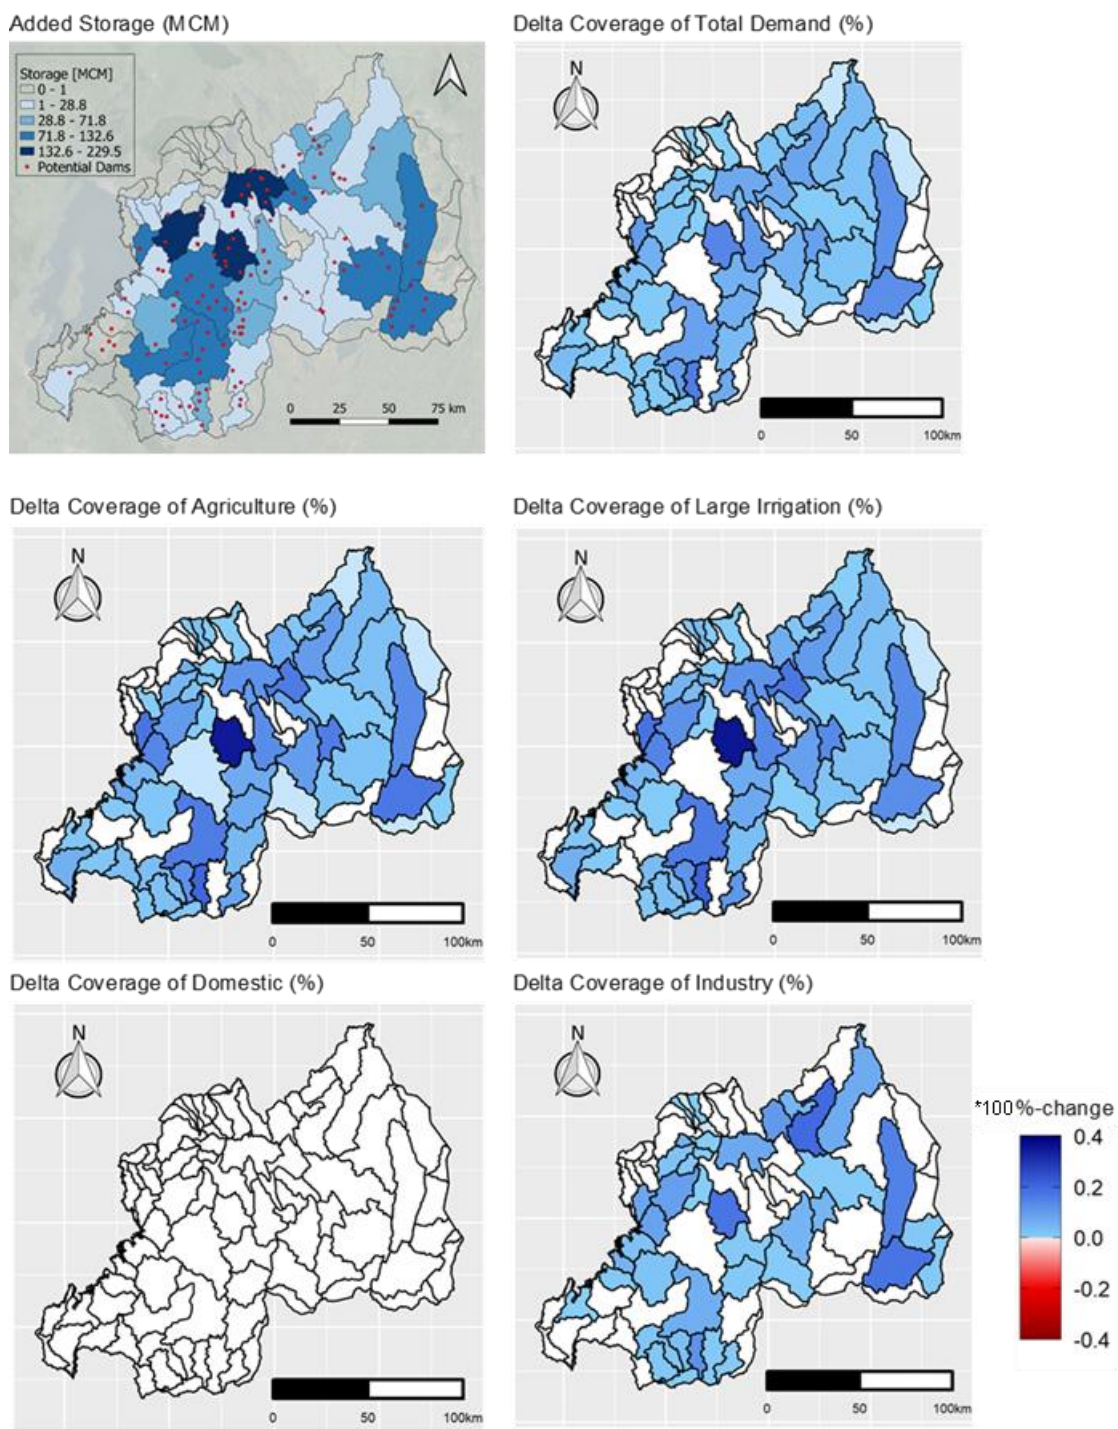 Added Storage (MCM)
Delta Coverage of Total Demand (%)
Storage [MCM]
0 - 1
1 - 28.8
28.8 - 71.8
71.8 - 132.6
132.6 - 229.5
Potential Dams
0 25 50 75 km
N
0 50 100km
Delta Coverage of Agriculture (%)
Delta Coverage of Large Irrigation (%)
N
0 50 100km
N
0 50 100km
Delta Coverage of Domestic (%)
Delta Coverage of Industry (%)
N
0 50 100km
N
0 50 100km
*100%-change
0.4
0.2
0.0
-0.2
-0.4